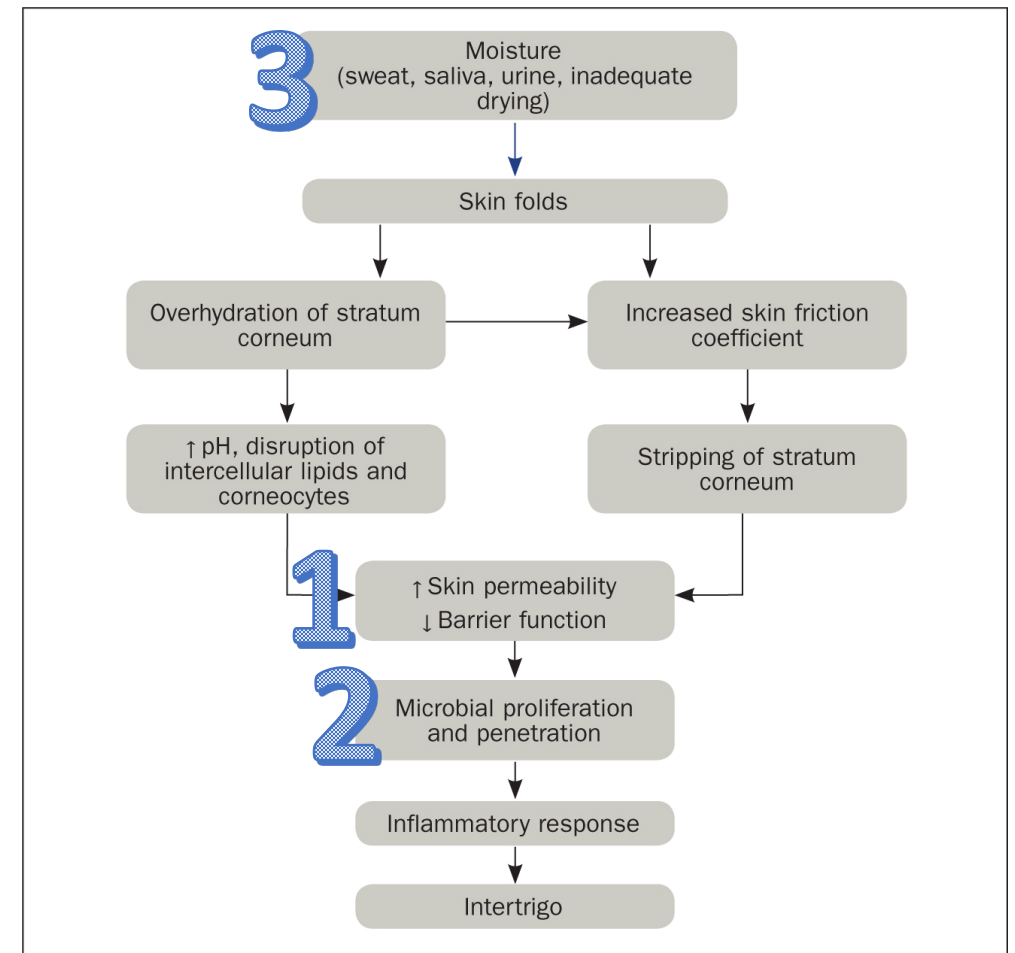 3
Moisture
(sweat, saliva, urine, inadequate
drying)
Skin folds
Overhydration of stratum
corneum
Increased skin friction
coefficient
↑ pH, disruption of
intercellular lipids and
corneocytes
Stripping of stratum
corneum
1
↑ Skin permeability
↓ Barrier function
2
Microbial proliferation
and penetration
Inflammatory response
Intertrigo